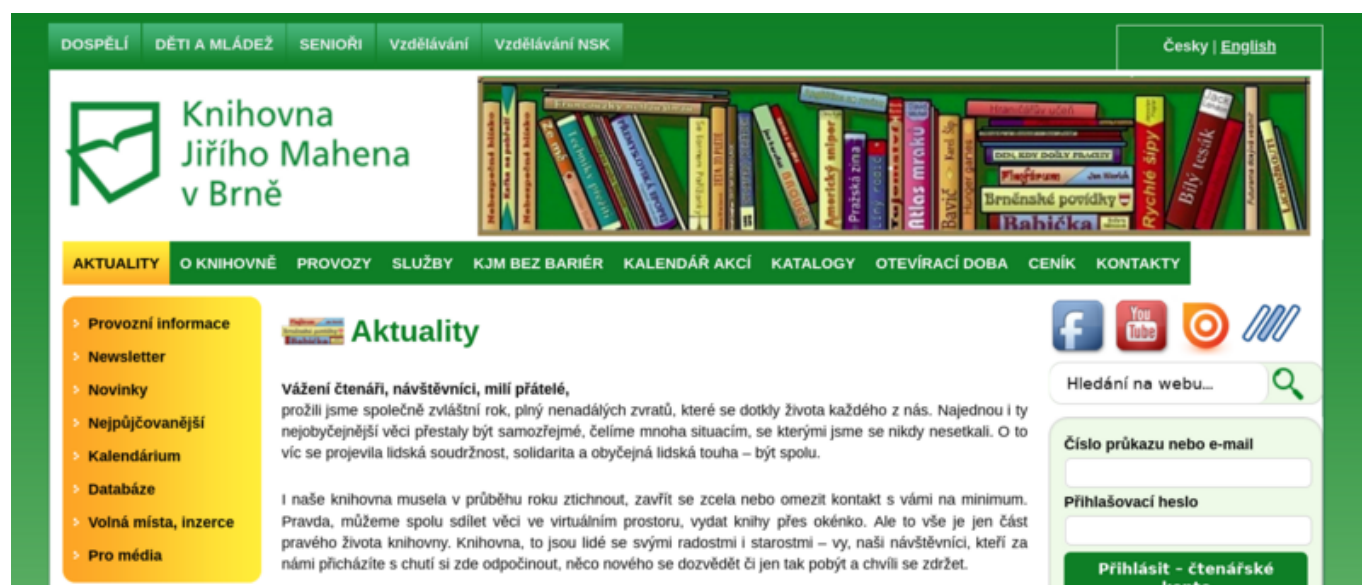 DOSPĚLÍ DĚTI A MLÁDEŽ SENIOŘI Vzdělávání Vzdělávání NSK
Česky | English
Knihovna
Jiřího Mahena
v Brně
Americký sniper
Pražská zima
Atlas mraku
Hraničářův učeň
DEN, KDY DOŠLY PRACHY
Brněnské povídky
Babička
Rychlé šípy
Bílý tesák
AKTUALITY O KNIHOVNĚ PROVOZY SLUŽBY KJM BEZ BARIÉR KALENDÁŘ AKCÍ KATALOGY OTEVÍRACÍ DOBA CENÍK KONTAKTY
Provozní informace
Newsletter
Novinky
Nejpůjčovanější
Kalendárium
Databáze
Volná místa, inzerce
Pro média
Aktuality
Vážení čtenáři, návštěvníci, milí přátelé,
prožili jsme společně zvláštní rok, plný nenadálých zvratů, které se dotkly života každého z nás. Najednou i ty
nejobyčejnější věci přestaly být samozřejmé, čelíme mnoha situacím, se kterými jsme se nikdy nesetkali. O to
víc se projevila lidská soudržnost, solidarita a obyčejná lidská touha – být spolu.
I naše knihovna musela v průběhu roku ztichnout, zavřít se zcela nebo omezit kontakt s vámi na minimum.
Pravda, můžeme spolu sdílet věci ve virtuálním prostoru, vydat knihy přes okénko. Ale to vše je jen část
pravého života knihovny. Knihovna, to jsou lidé se svými radostmi i starostmi – vy, naši návštěvníci, kteří za
námi přicházíte s chutí si zde odpočinout, něco nového se dozvědět či jen tak pobýt a chvíli se zdržet.
You
Tube
Hledání na webu...
Číslo průkazu nebo e-mail
Přihlašovací heslo
Přihlásit - čtenářské